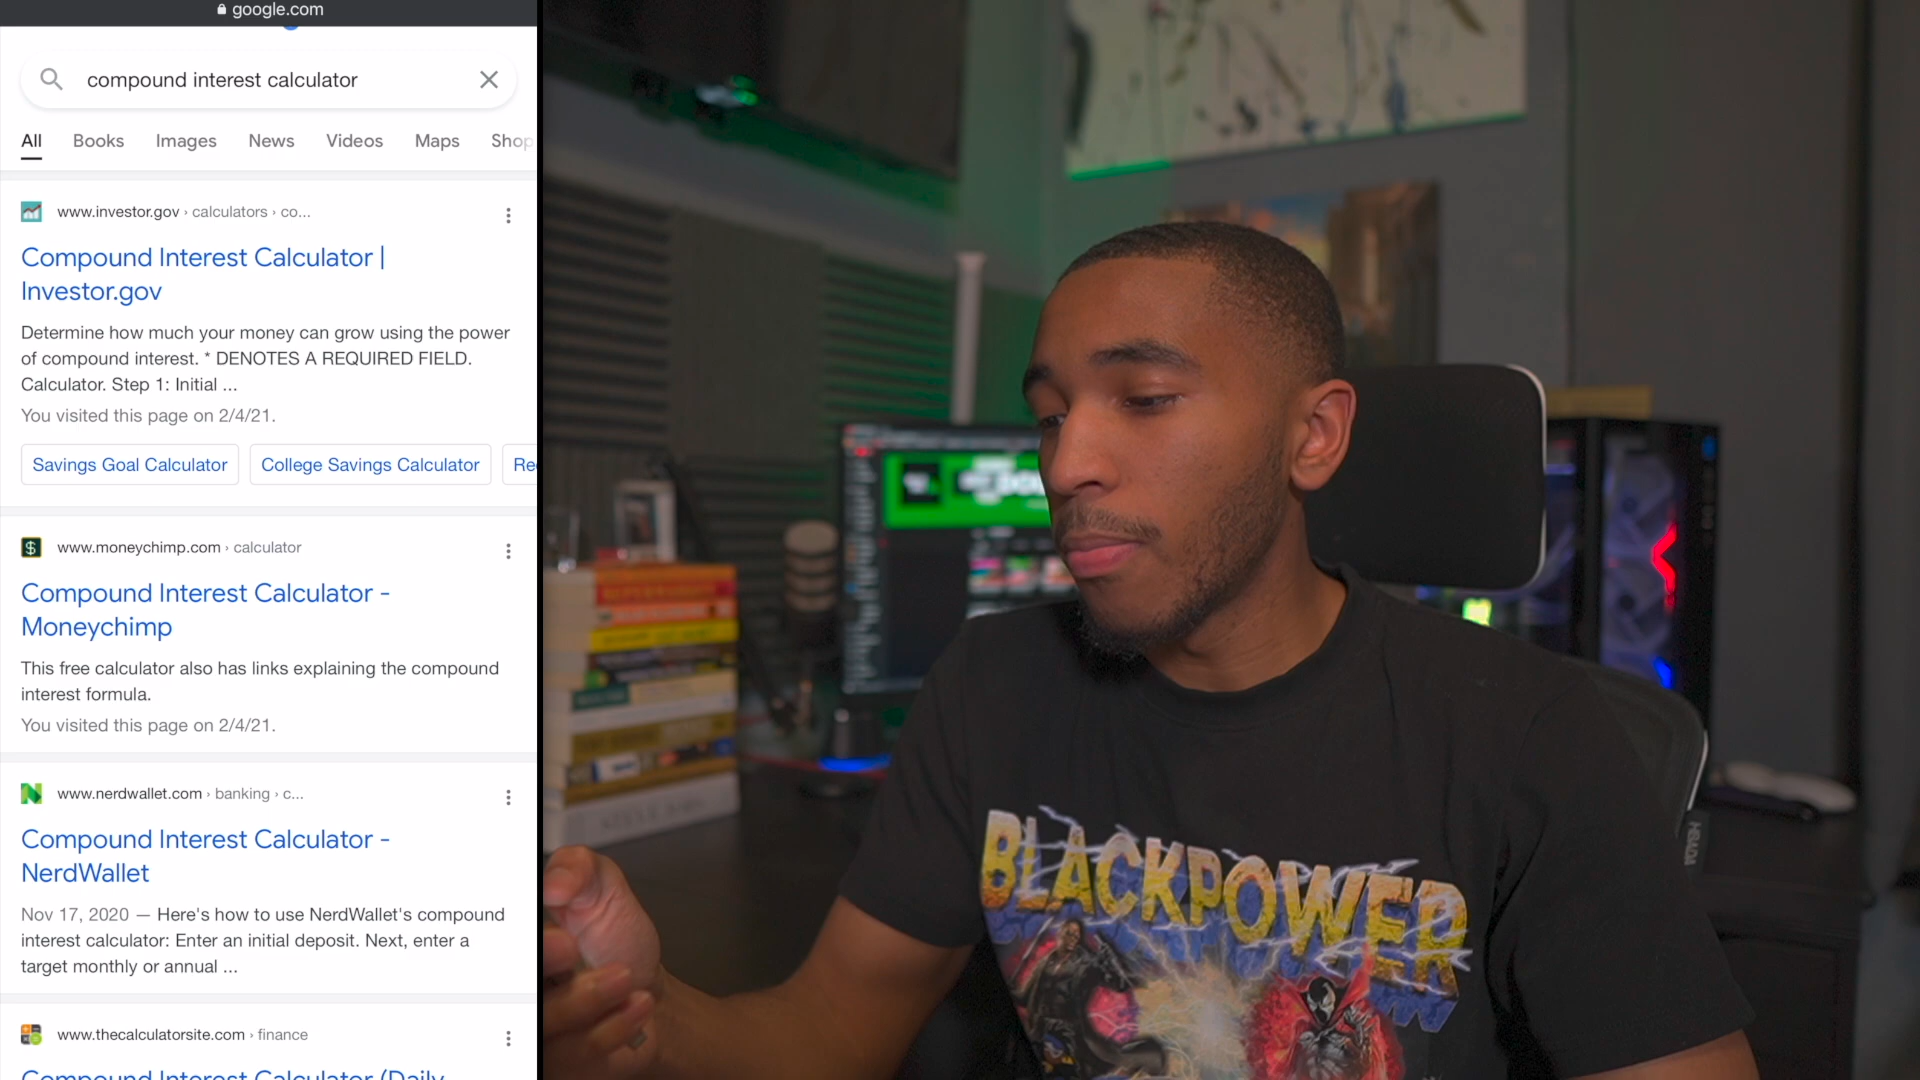 google.com
compound interest calculator
All Books Images News Videos Maps Shop
www.investor.gov › calculators › co...
Compound Interest Calculator |
Investor.gov
Determine how much your money can grow using the power
of compound interest. * DENOTES A REQUIRED FIELD.
Calculator. Step 1: Initial ...
You visited this page on 2/4/21.
Savings Goal Calculator College Savings Calculator
www.moneychimp.com › calculator
Compound Interest Calculator -
Moneychimp
This free calculator also has links explaining the compound
interest formula.
You visited this page on 2/4/21.
www.nerdwallet.com › banking › c...
Compound Interest Calculator -
NerdWallet
Nov 17, 2020 — Here's how to use NerdWallet's compound
interest calculator: Enter an initial deposit. Next, enter a
target monthly or annual ...
www.thecalculatorsite.com › finance
Compound Interest Calculator (Daily
BLACKPOWER